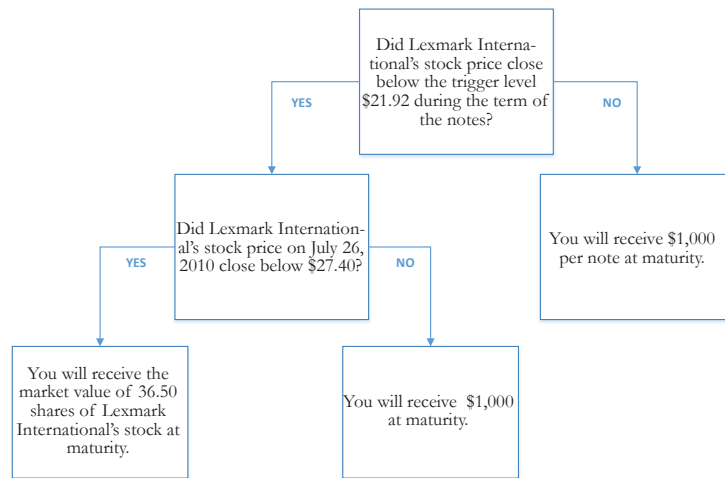 Did Lexmark Interna-
tional's stock price close
below the trigger level
$21.92 during the term of
the notes?
YES
NO
Did Lexmark Internation-
al's stock price on July 26,
2010 close below $27.40?
You will receive $1,000
per note at maturity.
YES
NO
You will receive the
market value of 36.50
shares of Lexmark
International's stock at
maturity.
You will receive $1,000
at maturity.